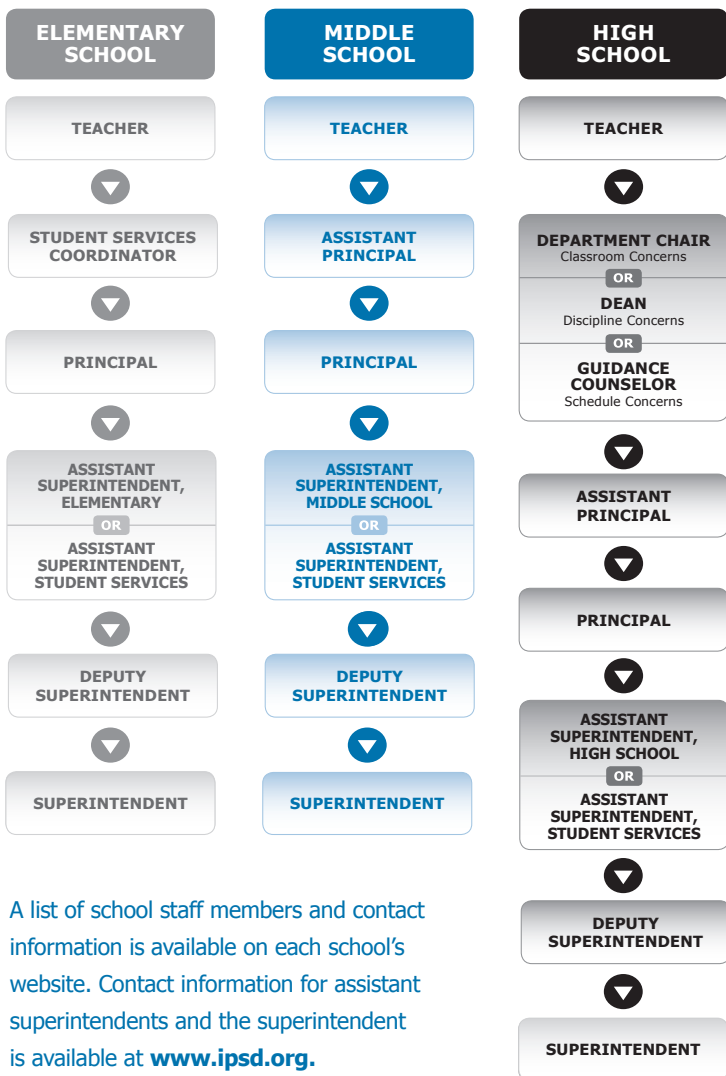 ELEMENTARY
SCHOOL
TEACHER
STUDENT SERVICES
COORDINATOR
PRINCIPAL
ASSISTANT
SUPERINTENDENT,
ELEMENTARY
OR
ASSISTANT
SUPERINTENDENT,
STUDENT SERVICES
DEPUTY
SUPERINTENDENT
SUPERINTENDENT
MIDDLE
SCHOOL
TEACHER
ASSISTANT
PRINCIPAL
PRINCIPAL
ASSISTANT
SUPERINTENDENT,
MIDDLE SCHOOL
OR
ASSISTANT
SUPERINTENDENT,
STUDENT SERVICES
DEPUTY
SUPERINTENDENT
SUPERINTENDENT
HIGH
SCHOOL
TEACHER
DEPARTMENT CHAIR
Classroom Concerns
OR
DEAN
Discipline Concerns
OR
GUIDANCE
COUNSELOR
Schedule Concerns
ASSISTANT
PRINCIPAL
PRINCIPAL
ASSISTANT
SUPERINTENDENT,
HIGH SCHOOL
OR
ASSISTANT
SUPERINTENDENT,
STUDENT SERVICES
DEPUTY
SUPERINTENDENT
SUPERINTENDENT
A list of school staff members and contact
information is available on each school's
website. Contact information for assistant
superintendents and the superintendent
is available at www.ipsd.org.